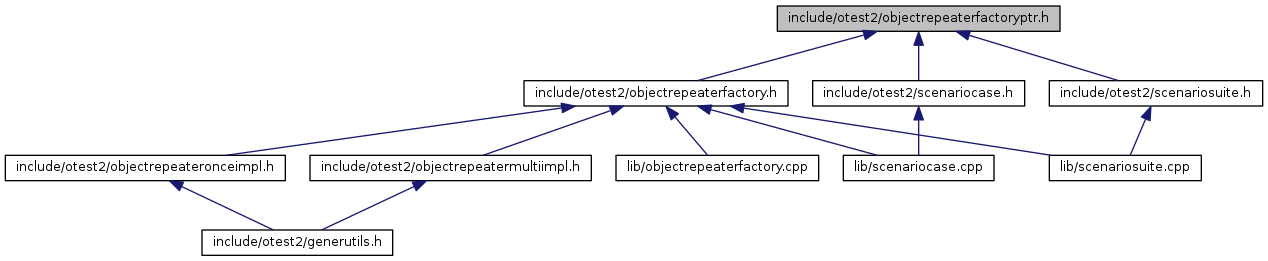 include/otest2/objectrepeaterfactoryptr.h
include/otest2/objectrepeaterfactory.h
include/otest2/scenariocase.h
include/otest2/scenariosuite.h
include/otest2/objectrepeateronceimpl.h
include/otest2/objectrepeatermultiimpl.h
lib/objectrepeaterfactory.cpp
lib/scenariocase.cpp
lib/scenariosuite.cpp
include/otest2/generutils.h